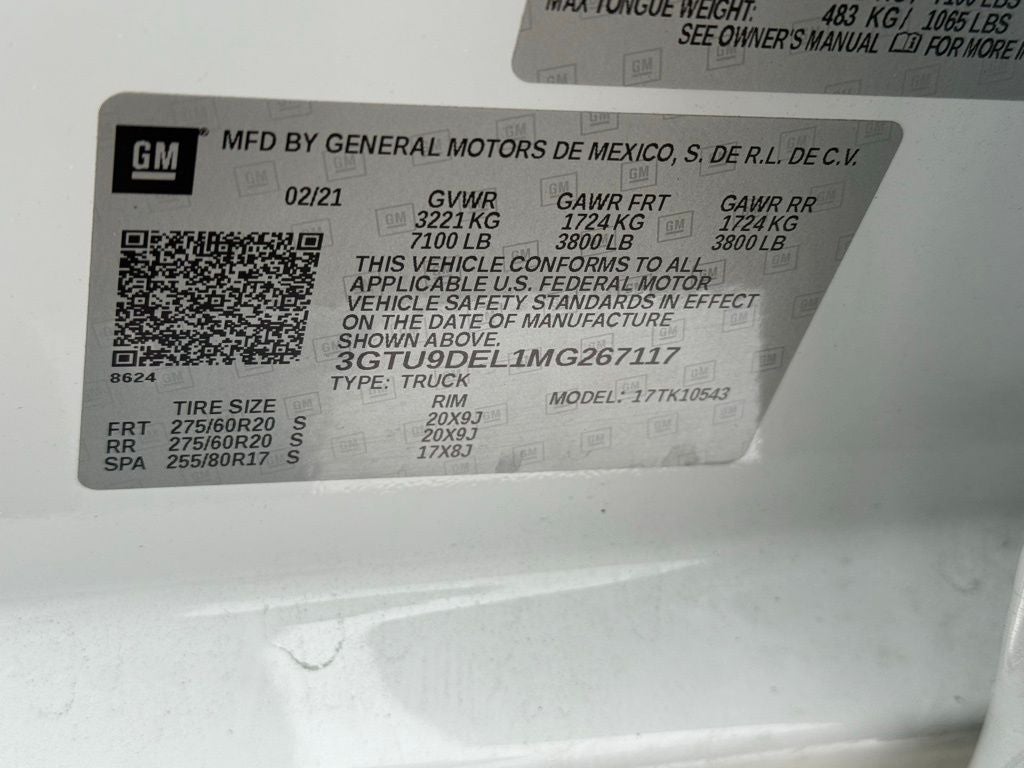 MAX TONGUE WEIGHT: 483 KG/ 1065 LBS
SEE OWNER'S MANUAL FOR MORE
GM ® MFD BY GENERAL MOTORS DE MEXICO, S. DE R.L. DE C.V.
02/21 GVWR GAWR FRT GAWR RR
3221 KG 1724 KG 1724 KG
7100 LB 3800 LB 3800 LB
THIS VEHICLE CONFORMS TO ALL
APPLICABLE U.S. FEDERAL MOTOR
VEHICLE SAFETY STANDARDS IN EFFECT
ON THE DATE OF MANUFACTURE
SHOWN ABOVE.
3GTU9DEL1MG267117
8624
TYPE: TRUCK MODEL: 17TK10543
TIRE SIZE RIM
FRT 275/60R20 S 20X9J
RR 275/60R20 S 20X9J
SPA 255/80R17 S 17X8J